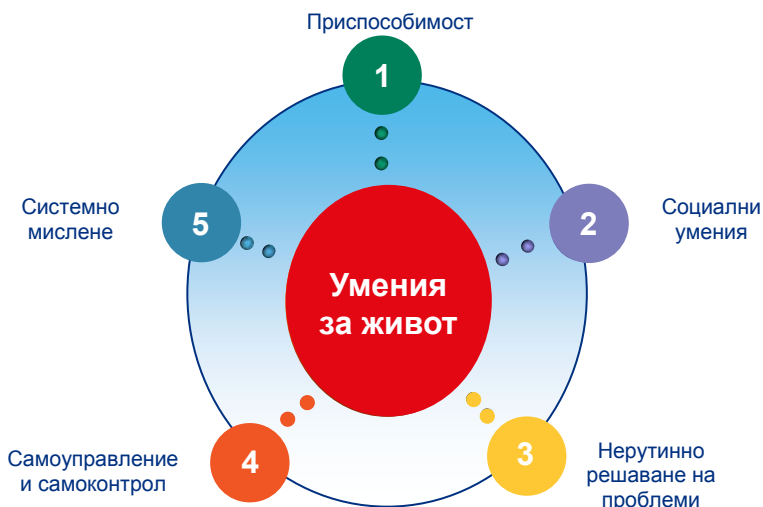 Приспособимост
1
Системно
мислене
5
2
Социални
умения
Умения
за живот
Самоуправление
и самоконтрол
4
3
Нерутинно
решаване на
проблеми